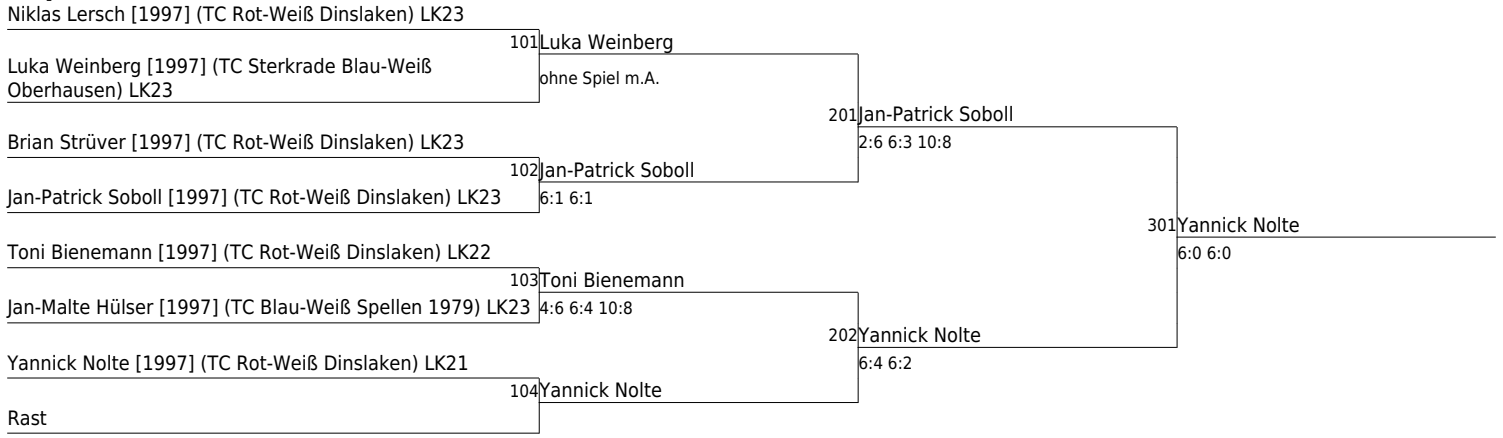 Niklas Lersch [1997] (TC Rot-Weiß Dinslaken) LK23
101 Luka Weinberg
Luka Weinberg [1997] (TC Sterkrade Blau-Weiß
Oberhausen) LK23
ohne Spiel m.A.
201 Jan-Patrick Soboll
2:6 6:3 10:8
Brian Strüver [1997] (TC Rot-Weiß Dinslaken) LK23
102 Jan-Patrick Soboll
Jan-Patrick Soboll [1997] (TC Rot-Weiß Dinslaken) LK23
6:1 6:1
301 Yannick Nolte
6:0 6:0
Toni Bienemann [1997] (TC Rot-Weiß Dinslaken) LK22
103 Toni Bienemann
Jan-Malte Hülser [1997] (TC Blau-Weiß Spellen 1979) LK23
4:6 6:4 10:8
202 Yannick Nolte
6:4 6:2
Yannick Nolte [1997] (TC Rot-Weiß Dinslaken) LK21
104 Yannick Nolte
Rast